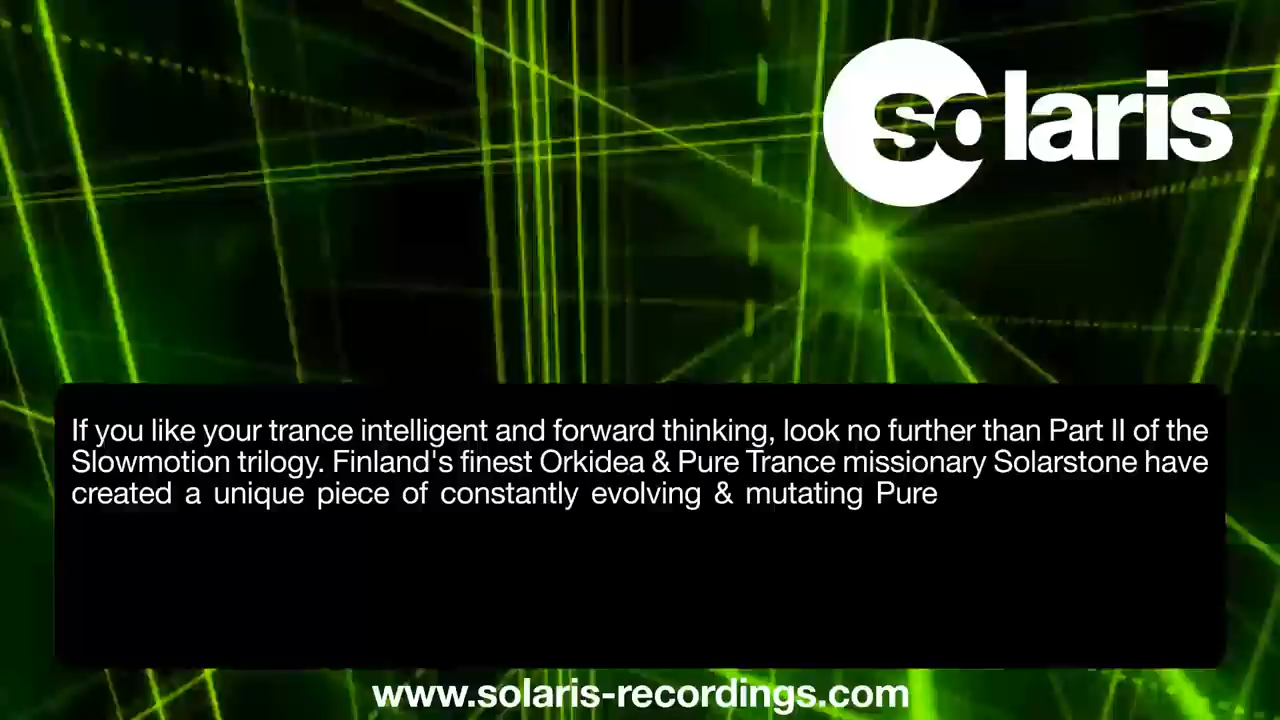 solaris
If you like your trance intelligent and forward thinking, look no further than Part II of the
Slowmotion trilogy. Finland's finest Orkidea & Pure Trance missionary Solarstone have
created a unique piece of constantly evolving & mutating Pure
www.solaris-recordings.com